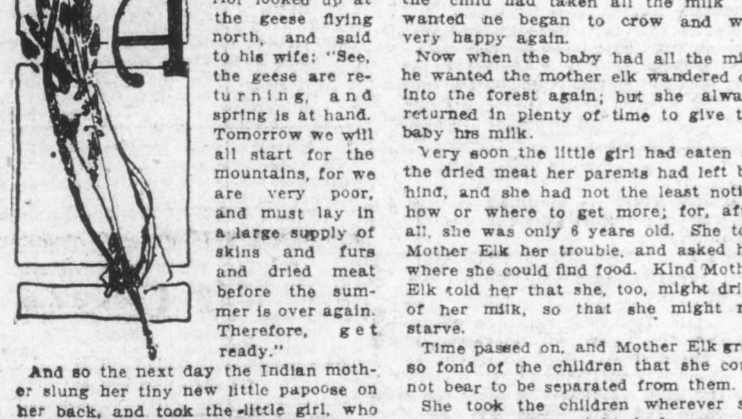 looked up at
the geese flying
north, and said
to his wife: "See,
the geese are re-
turning, and
spring is at hand.
Tomorrow we will
all start for the
mountains, for we
are very poor,
and must lay in
a large supply of
skins and furs
and dried meat
before the sum-
mer is over again.
Therefore, get
ready."
And so the next day the Indian moth-
er slung her tiny new little papoose on
her back, and took the little girl, who
the child had taken all the milk
wanted he began to crow and
very happy again.
Now when the baby had all the
he wanted the mother elk wandered
into the forest again; but she
returned in plenty of time to give
baby hrs milk.
Very soon the little girl had eaten
the dried meat her parents had left
hind, and she had not the least
how or where to get more; for,
all, she was only 6 years old. She
Mother Elk her trouble, and asked
where she could find food. Kind
Elk told her that she, too, might
of her milk, so that she might
starve.
Time passed on, and Mother Elk
so fond of the children that she
not bear to be separated from them.
She took the children wherever